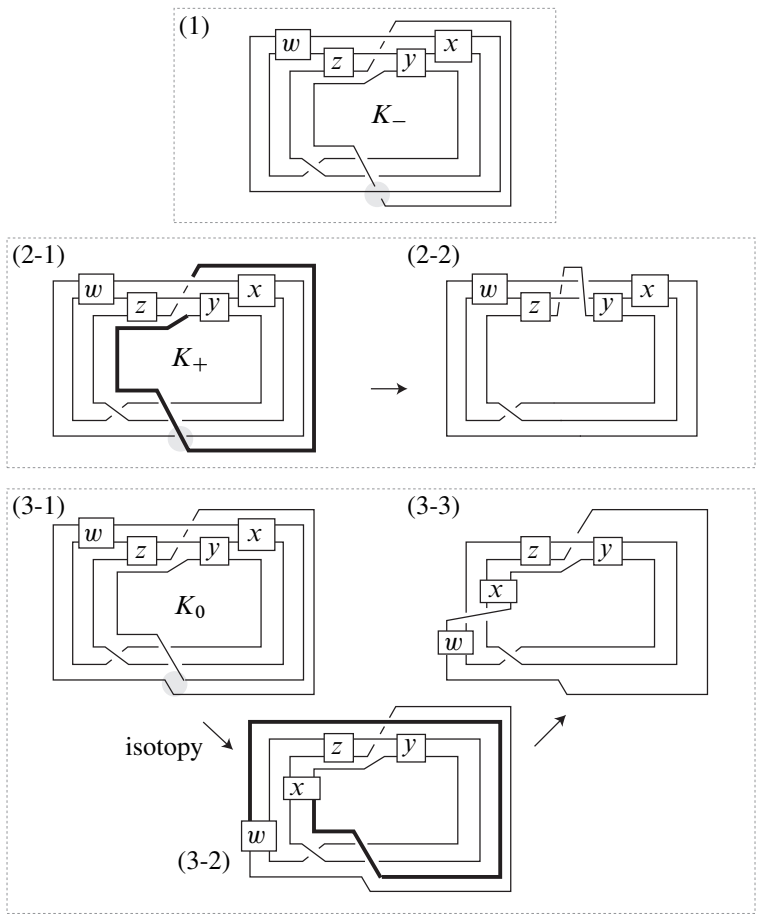 (1)
w
x
z
y
K−
(2-1)
(2-2)
w
x
z
y
K+
w
x
z
y
(3-1)
(3-3)
w
x
z
y
K0
z
y
x
w
isotopy
z
y
x
w
(3-2)